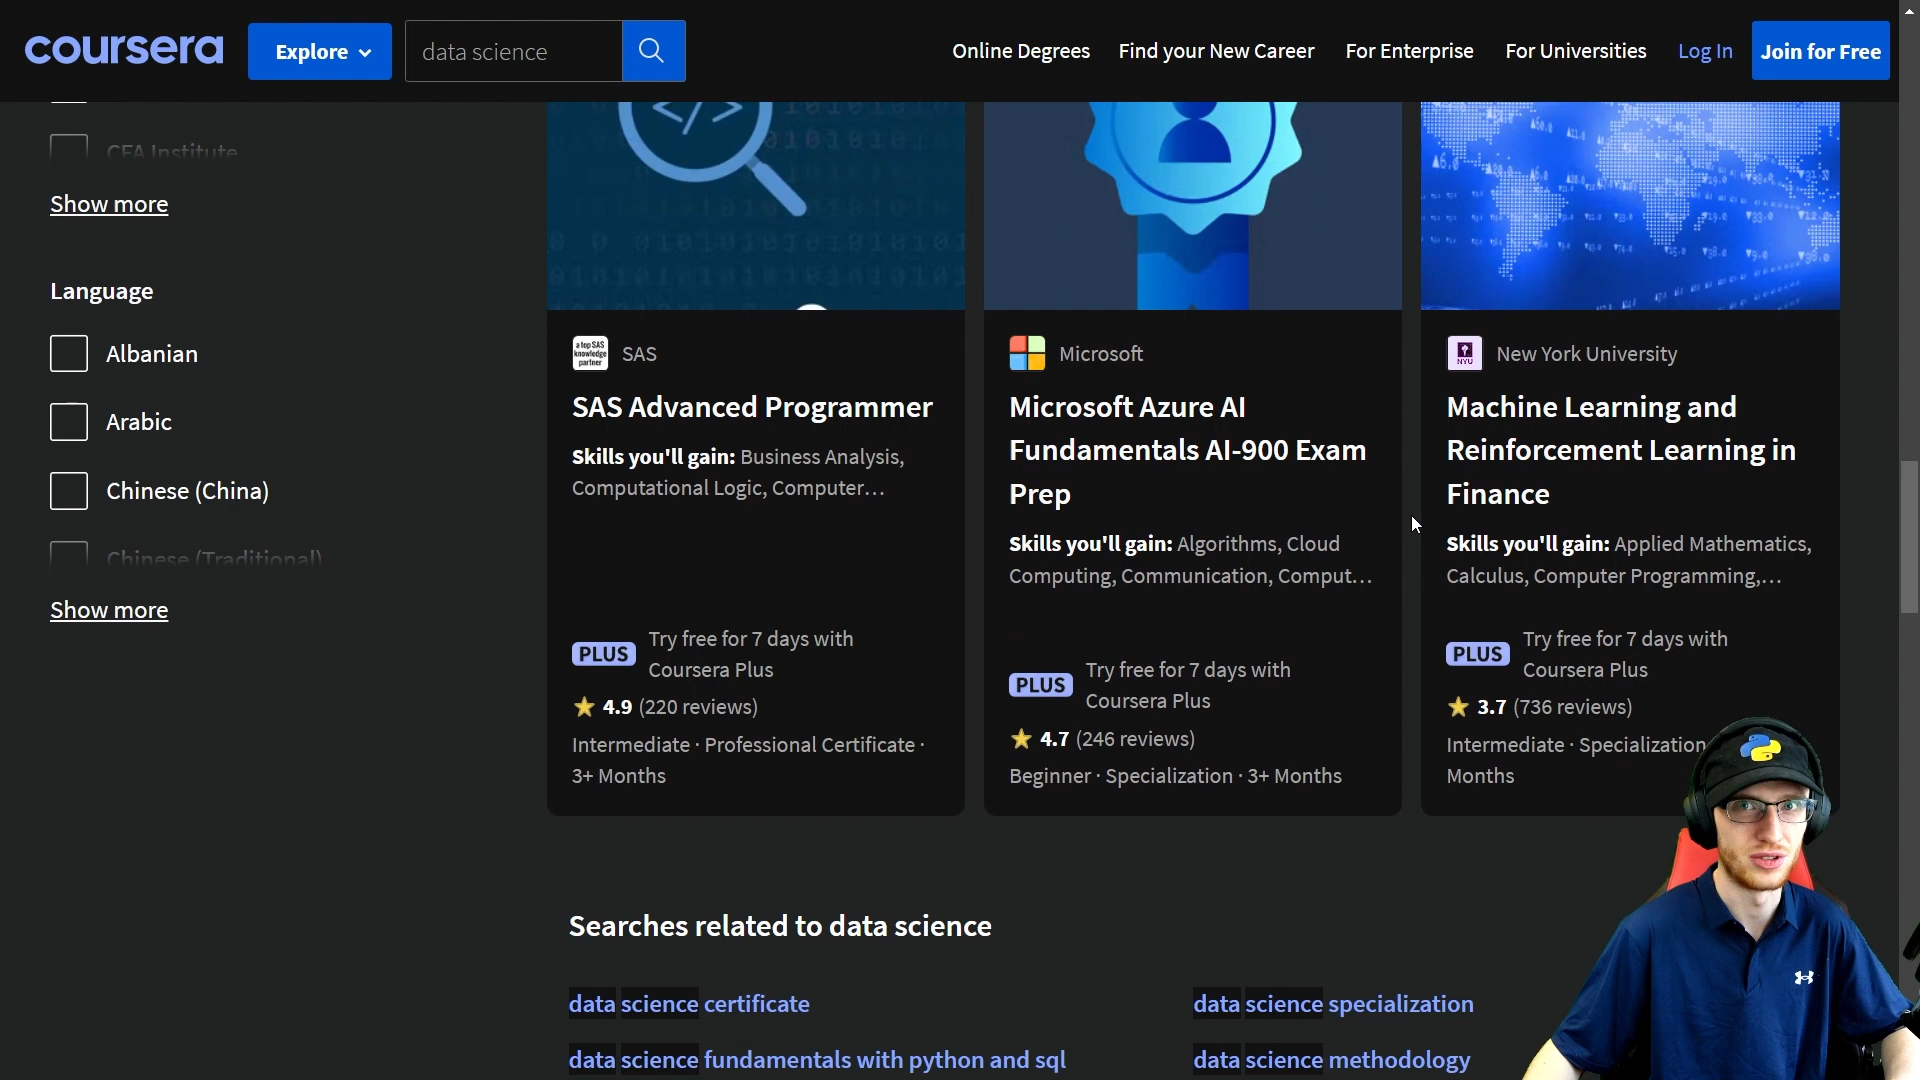 coursera
Explore
data science
Online Degrees
Find your New Career
For Enterprise
For Universities
Log In
Join for Free
CFA Institute
Show more
Language
Albanian
Arabic
Chinese (China)
Chinese (Traditional)
Show more
a top SAS
knowledge
partner
SAS
SAS Advanced Programmer
Skills you'll gain: Business Analysis,
Computational Logic, Computer...
PLUS
Try free for 7 days with
Coursera Plus
4.9 (220 reviews)
Intermediate · Professional Certificate ·
3+ Months
Microsoft
Microsoft Azure AI
Fundamentals AI-900 Exam
Prep
Skills you'll gain: Algorithms, Cloud
Computing, Communication, Comput...
PLUS
Try free for 7 days with
Coursera Plus
4.7 (246 reviews)
Beginner · Specialization · 3+ Months
NYU
New York University
Machine Learning and
Reinforcement Learning in
Finance
Skills you'll gain: Applied Mathematics,
Calculus, Computer Programming,...
PLUS
Try free for 7 days with
Coursera Plus
3.7 (736 reviews)
Intermediate · Specialization
Months
Searches related to data science
data science certificate
data science specialization
data science fundamentals with python and sql
data science methodology